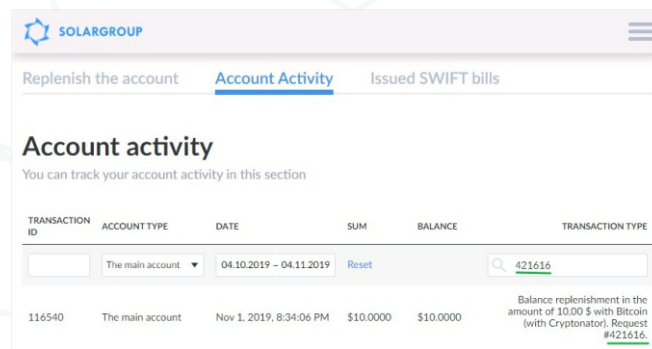 SOLARGROUP
Replenish the account Account Activity Issued SWIFT bills
Account activity
You can track your account activity in this section
TRANSACTION ID ACCOUNT TYPE DATE SUM BALANCE TRANSACTION TYPE
The main account 04.10.2019 – 04.11.2019 Reset 421616
116540 The main account Nov 1, 2019, 8:34:06 PM $10.0000 $10.0000
Balance replenishment in the
amount of 10.00 $ with Bitcoin
(with Cryptonator). Request
#421616.